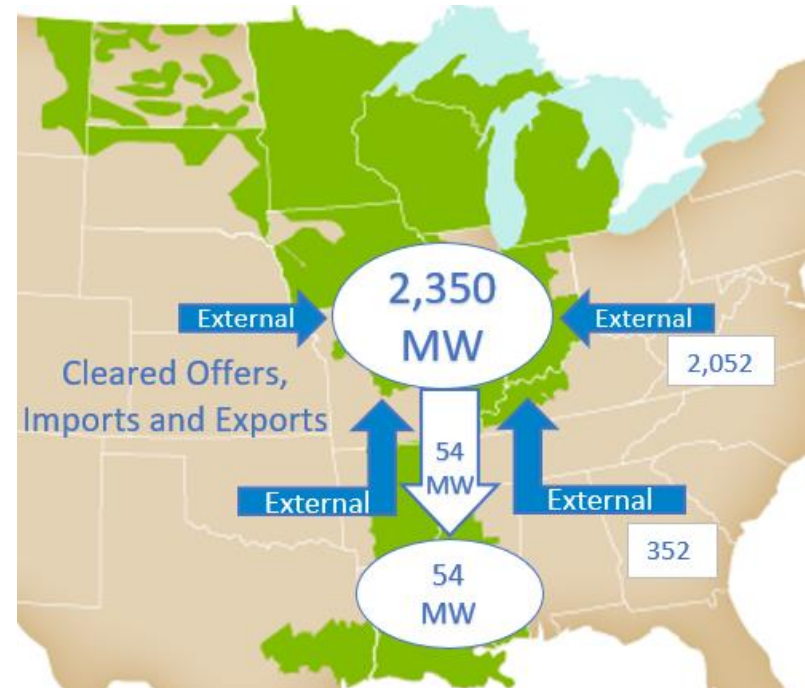 2,350
MW
External
External
2,052
Cleared Offers,
Imports and Exports
54
MW
External
External
352
54
MW